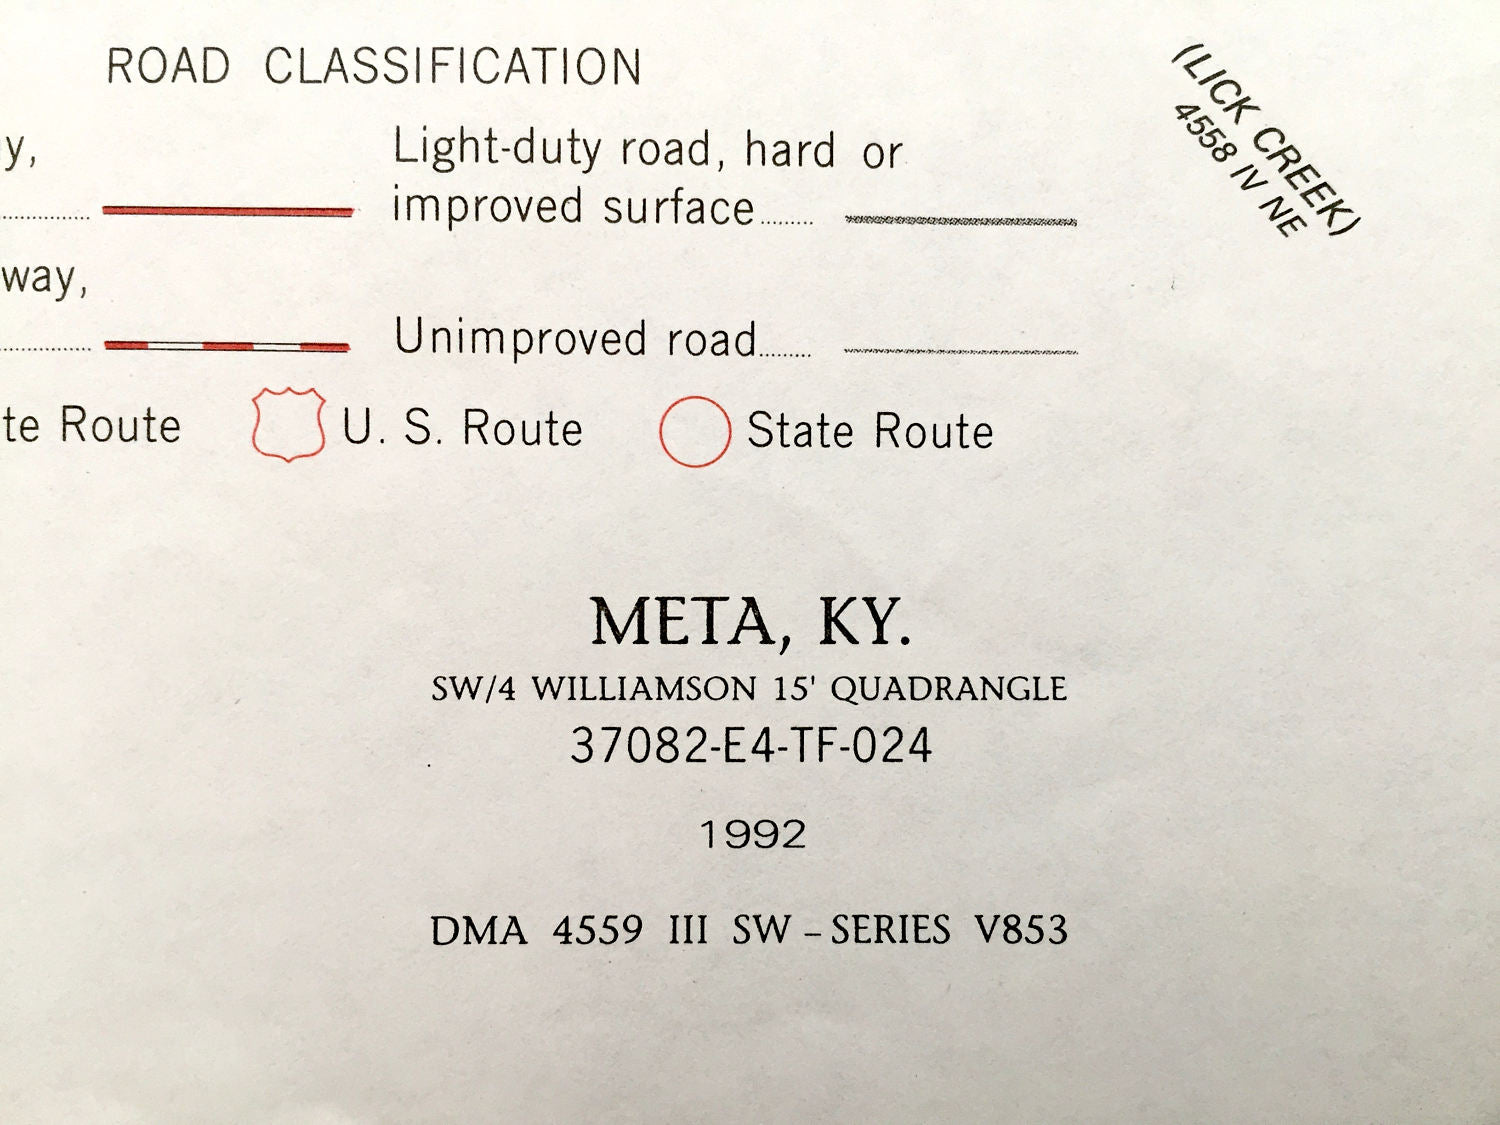 ROAD CLASSIFICATION
y,
Light-duty road, hard or
improved surface
way,
Unimproved road
te Route
U. S. Route
State Route
(LICK CREEK)
4558 IV NE
META, KY.
SW/4 WILLIAMSON 15' QUADRANGLE
37082-E4-TF-024
1992
DMA 4559 III SW – SERIES V853